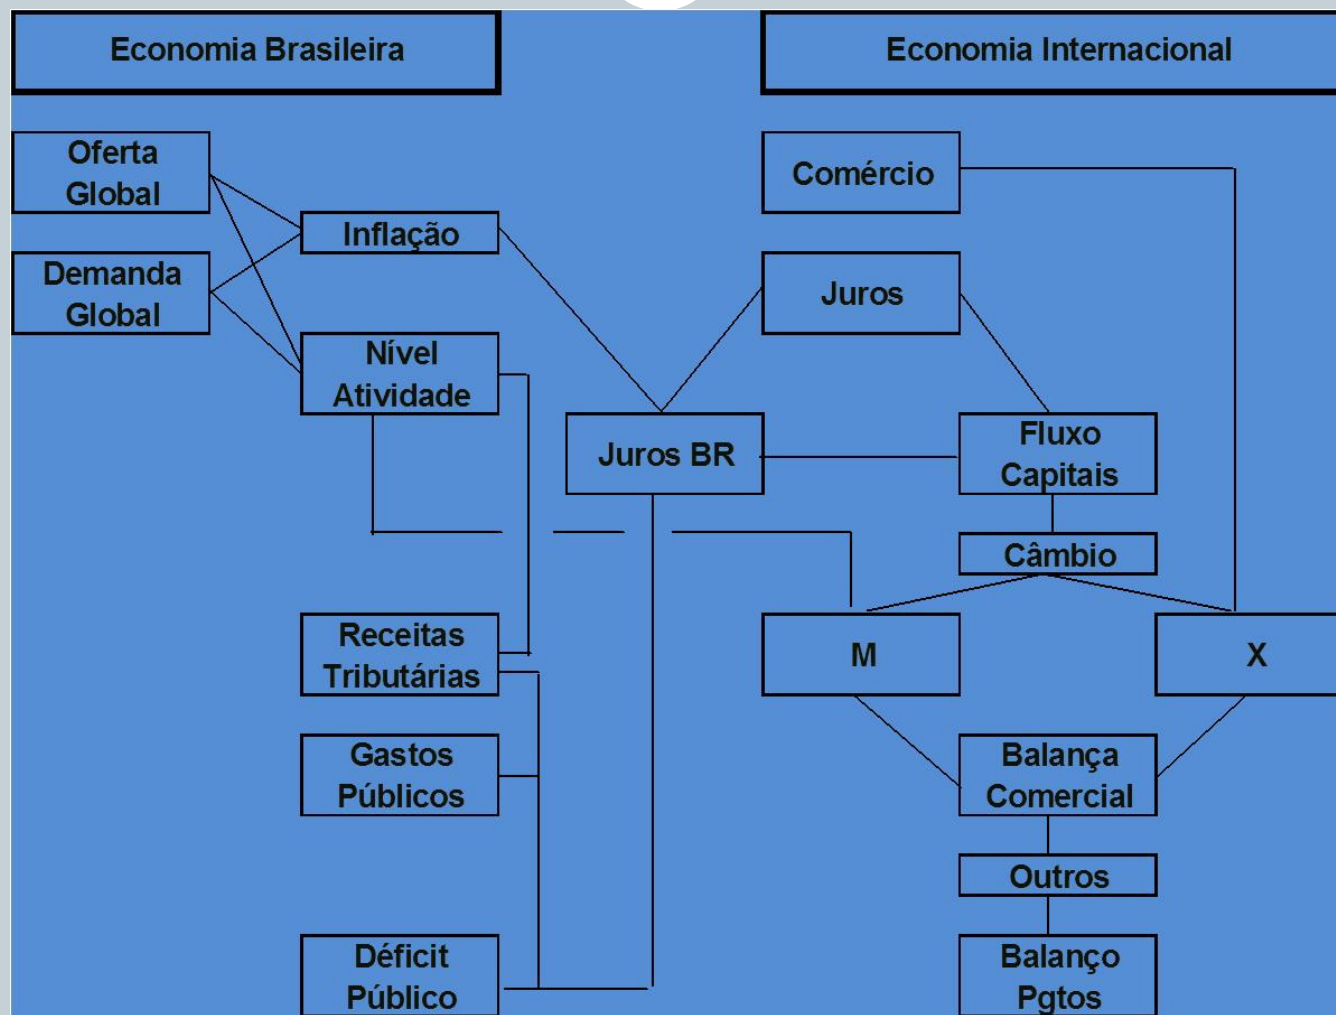 Economia Brasileira
Economia Internacional
Oferta
Global
Comércio
Inflação
Demanda
Global
Juros
Nível
Atividade
Juros BR
Fluxo
Capitais
Câmbio
Receitas
Tributárias
M
X
Gastos
Públicos
Balança
Comercial
Outros
Déficit
Público
Balanço
Pgtos